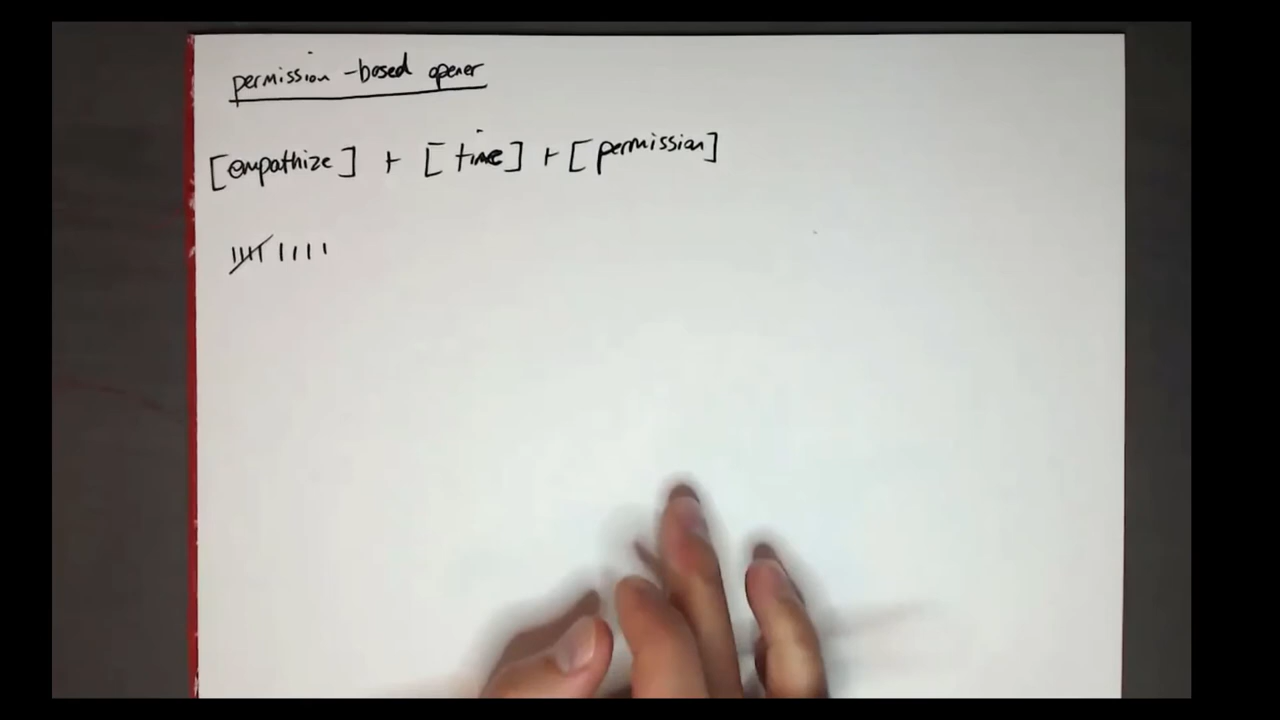 permission-based opener
[empathize] + [time] + [permission]